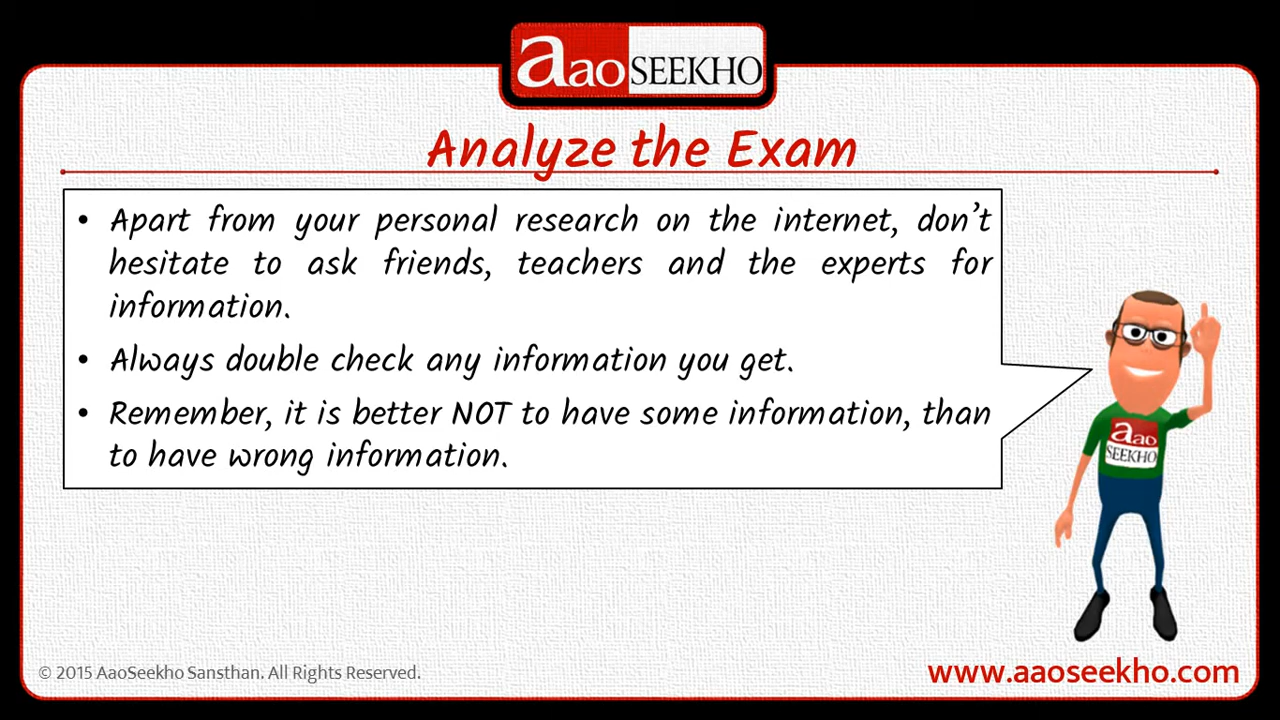 aaoSEEKHO
Analyze the Exam
• Apart from your personal research on the internet, don't
hesitate to ask friends, teachers and the experts for
information.
• Always double check any information you get.
• Remember, it is better NOT to have some information, than
to have wrong information.
aao
SEEKHO
© 2015 AaoSeekho Sansthan. All Rights Reserved.
www.aaoseekho.com